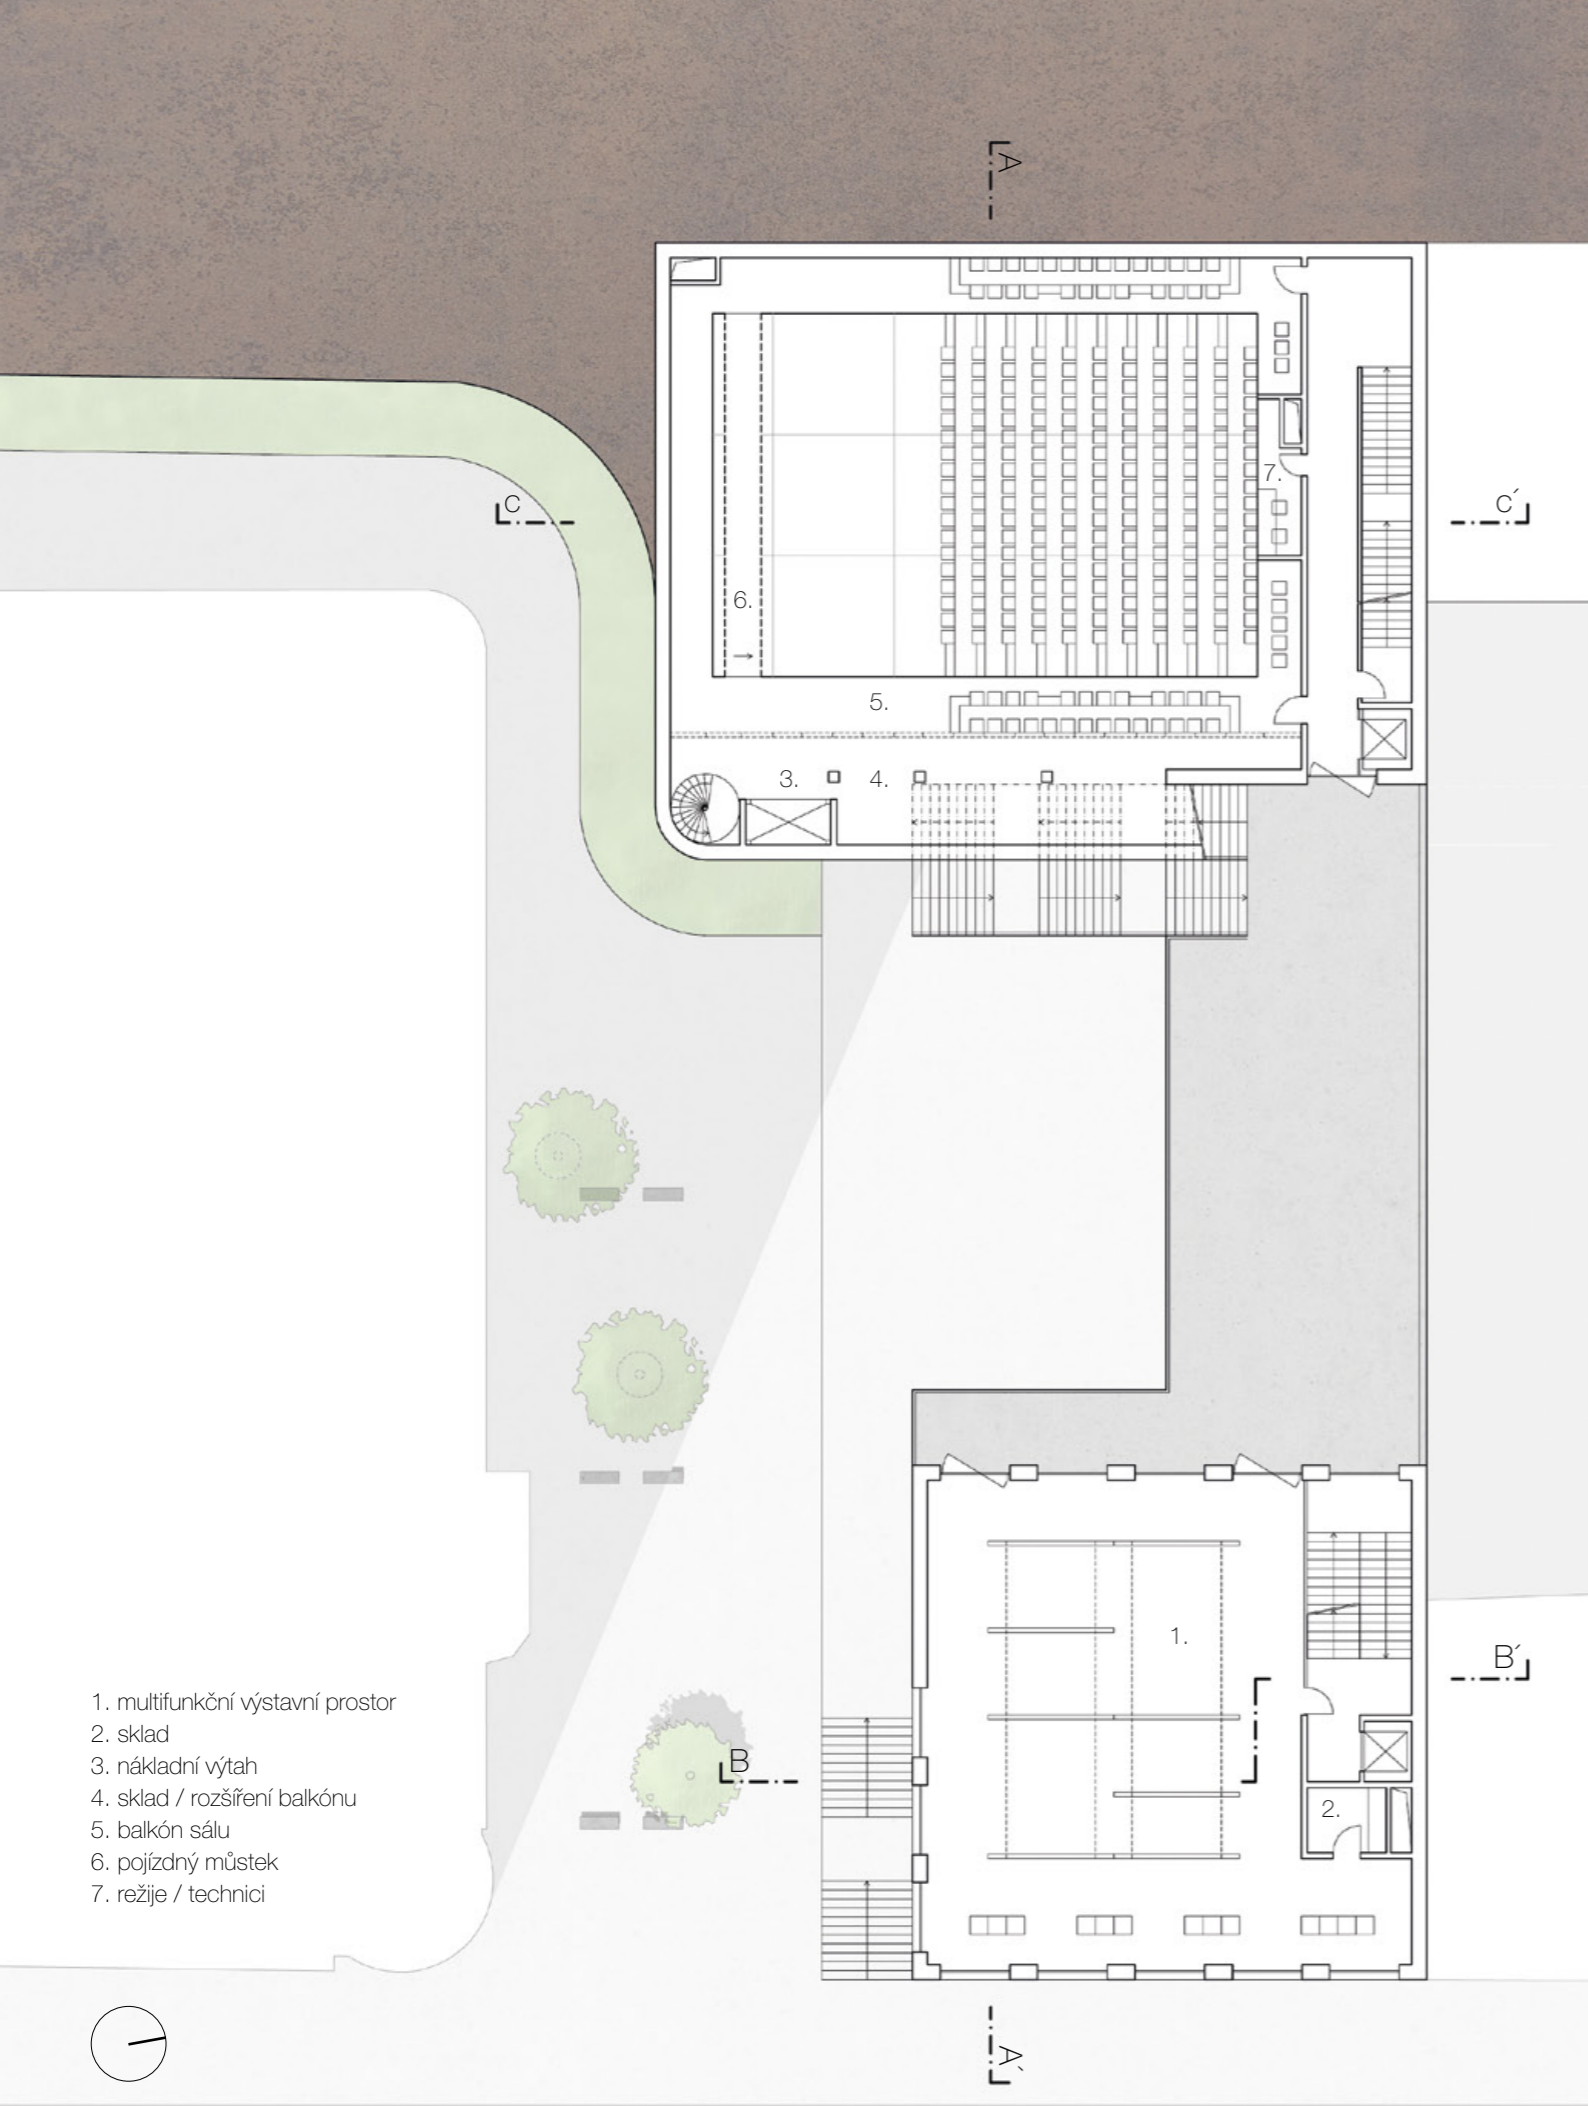 A
C
C´
7.
6.
5.
3.
4.
1.
B´
B
2.
1. multifunkční výstavní prostor
2. sklad
3. nákladní výtah
4. sklad / rozšíření balkónu
5. balkón sálu
6. pojízdný můstek
7. režije / technici
A´